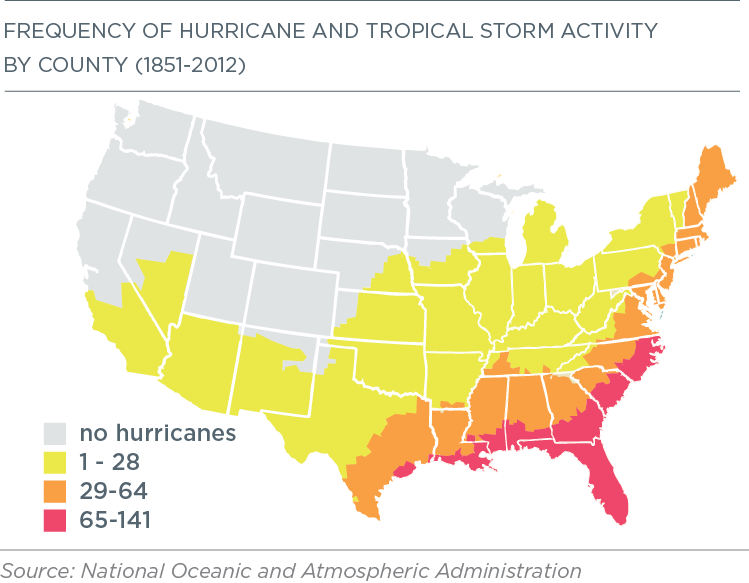 FREQUENCY OF HURRICANE AND TROPICAL STORM ACTIVITY
BY COUNTY (1851-2012)
no hurricanes
1 - 28
29-64
65-141
Source: National Oceanic and Atmospheric Administration